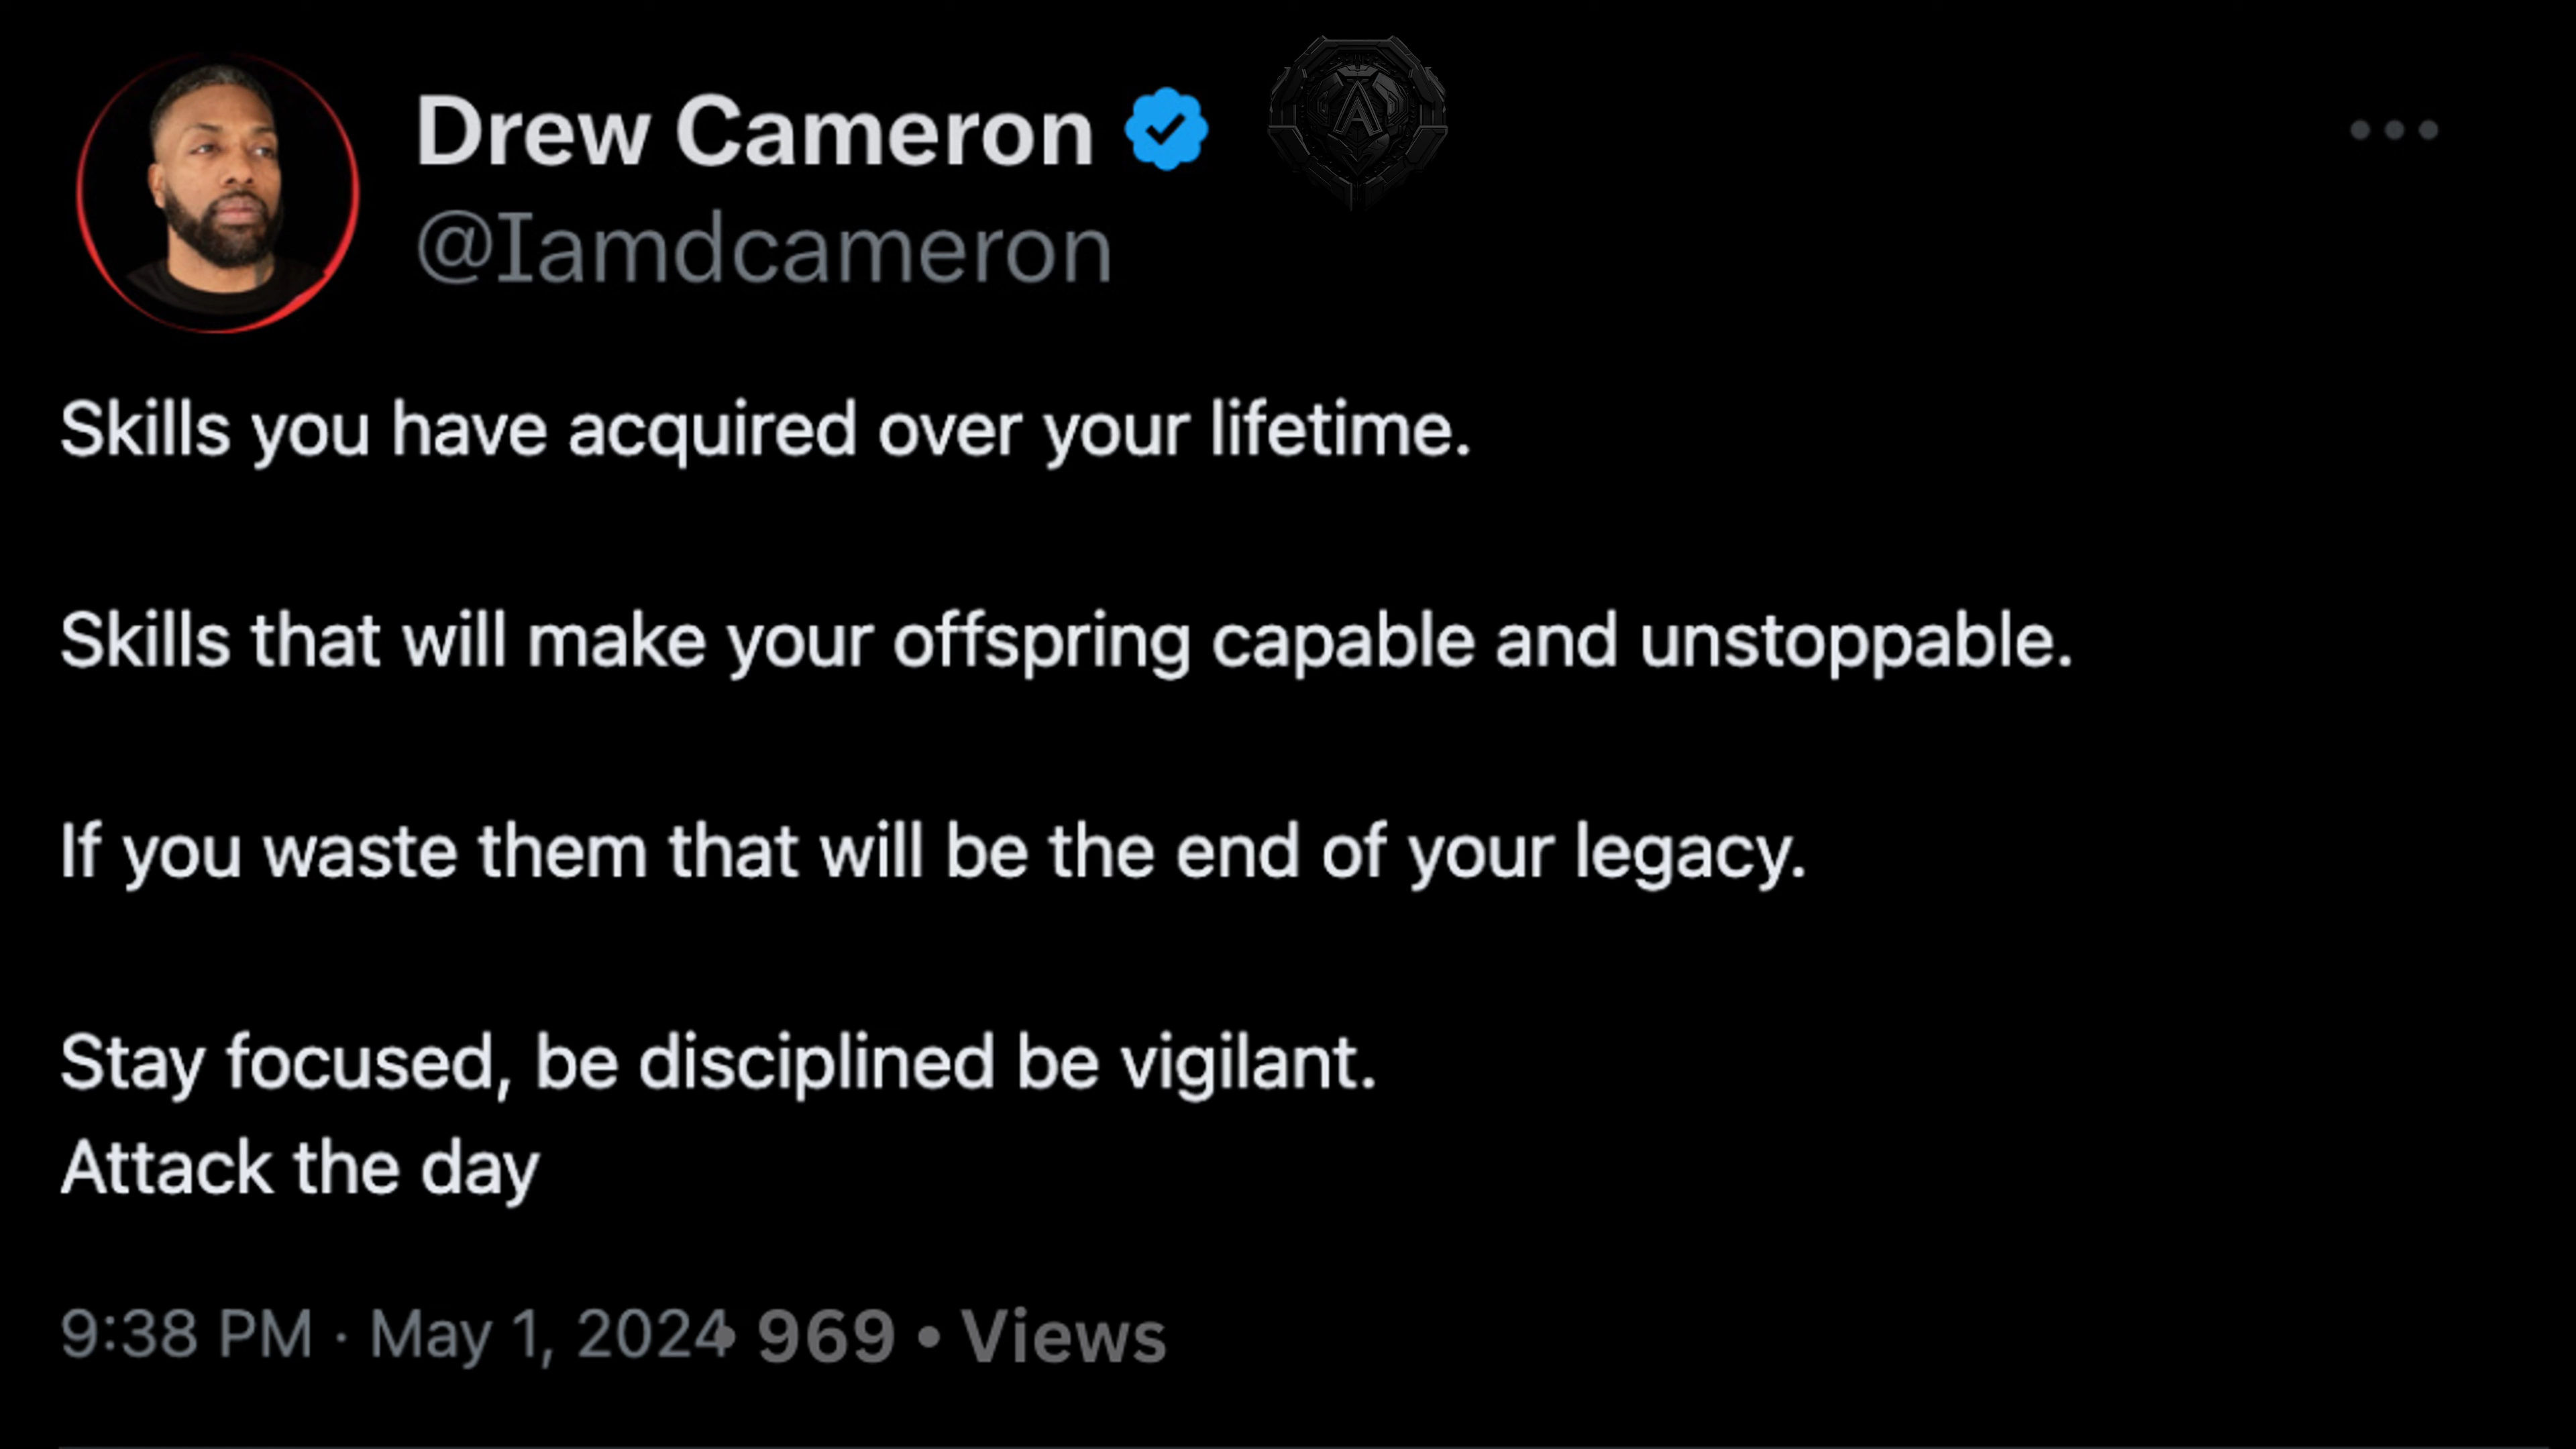 Drew Cameron
@Iamdcameron
Skills you have acquired over your lifetime.
Skills that will make your offspring capable and unstoppable.
If you waste them that will be the end of your legacy.
Stay focused, be disciplined be vigilant.
Attack the day
9:38 PM · May 1, 2024 • 969 • Views